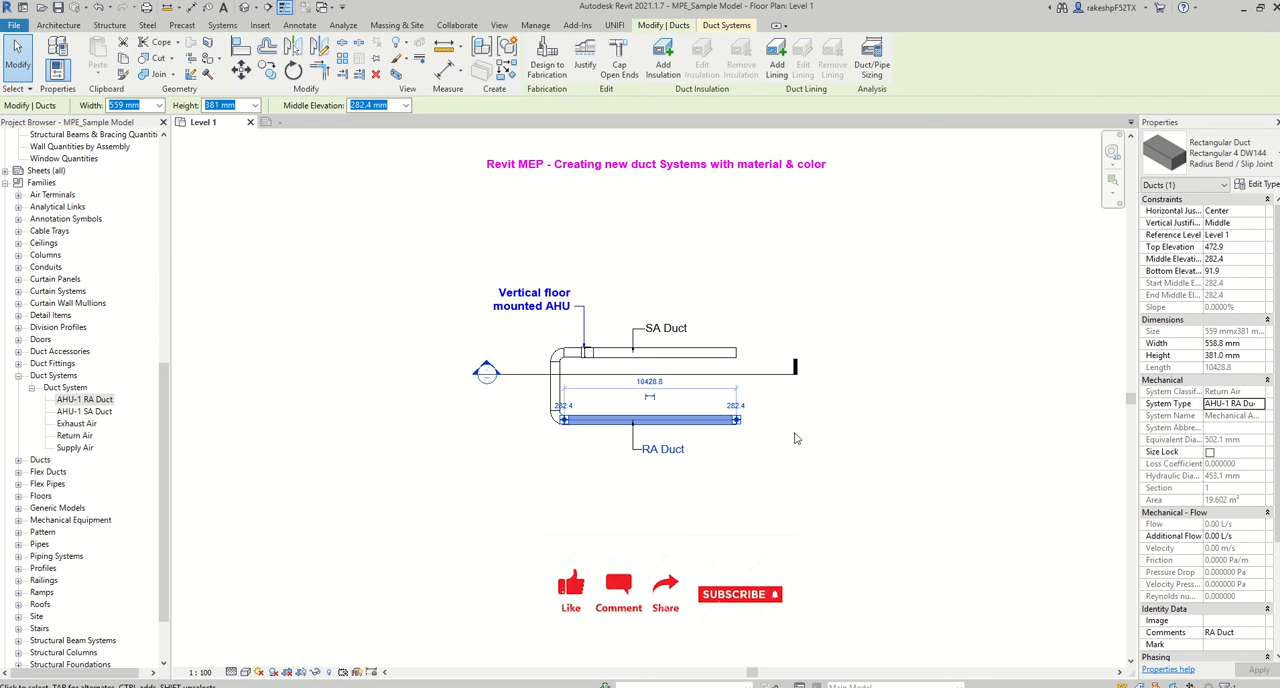 Autodesk Revit 2021.1.7 - MPE_Sample Model - Floor Plan: Level 1
rakeshpF52TX
File Architecture Structure Steel Precast Systems Insert Annotate Analyze Massing & Site Collaborate View Manage Add-Ins UNIFI Modify | Ducts Duct Systems
Modify
Paste
Cope
Cut
Join
Design to Fabrication
Justify
Cap Open Ends
Add Insulation
Edit Insulation
Remove Insulation
Add Lining
Edit Lining
Remove Lining
Duct/Pipe Sizing
Select Properties Clipboard Geometry Modify View Measure Create Fabrication Edit Duct Insulation Duct Lining Analysis
Modify | Ducts Width: 559 mm Height: 381 mm Middle Elevation: 282.4 mm
Project Browser - MPE_Sample Model
Structural Beams & Bracing Quantiti
Wall Quantities by Assembly
Window Quantities
Sheets (all)
Families
Air Terminals
Analytical Links
Annotation Symbols
Cable Trays
Ceilings
Columns
Conduits
Curtain Panels
Curtain Systems
Curtain Wall Mullions
Detail Items
Division Profiles
Doors
Duct Accessories
Duct Fittings
Duct Systems
Duct System
AHU-1 RA Duct
AHU-1 SA Duct
Exhaust Air
Return Air
Supply Air
Ducts
Flex Ducts
Flex Pipes
Floors
Generic Models
Mechanical Equipment
Pattern
Pipes
Piping Systems
Profiles
Railings
Ramps
Roofs
Site
Stairs
Structural Beam Systems
Structural Columns
Structural Foundations
Level 1
Revit MEP - Creating new duct Systems with material & color
Vertical floor
mounted AHU
SA Duct
10428.8
282.4
282.4
RA Duct
Like
Comment
Share
SUBSCRIBE
1 : 100
Properties
Rectangular Duct
Rectangular 4 DW144
Radius Bend / Slip Joint
Ducts (1)
Edit Type
Constraints
Horizontal Jus... Center
Vertical Justifi... Middle
Reference Level Level 1
Top Elevation 472.9
Middle Elevati... 282.4
Bottom Elevat... 91.9
Start Middle E... 282.4
End Middle El... 282.4
Slope 0.0000%
Dimensions
Size 559 mmx381 m...
Width 558.8 mm
Height 381.0 mm
Length 10428.8
Mechanical
System Classif... Return Air
System Type AHU-1 RA Du
System Name Mechanical A...
System Abbre...
Equivalent Dia... 502.1 mm
Size Lock
Loss Coefficient 0.000000
Hydraulic Dia... 453.1 mm
Section 1
Area 19.602 m²
Mechanical - Flow
Flow 0.00 L/s
Additional Flow 0.00 L/s
Velocity 0.00 m/s
Friction 0.0000 Pa/m
Pressure Drop 0.000000 Pa
Velocity Press... 0.000000 Pa
Reynolds nu... 0.000000
Identity Data
Image
Comments RA Duct
Mark
Phasing
Properties help
Apply